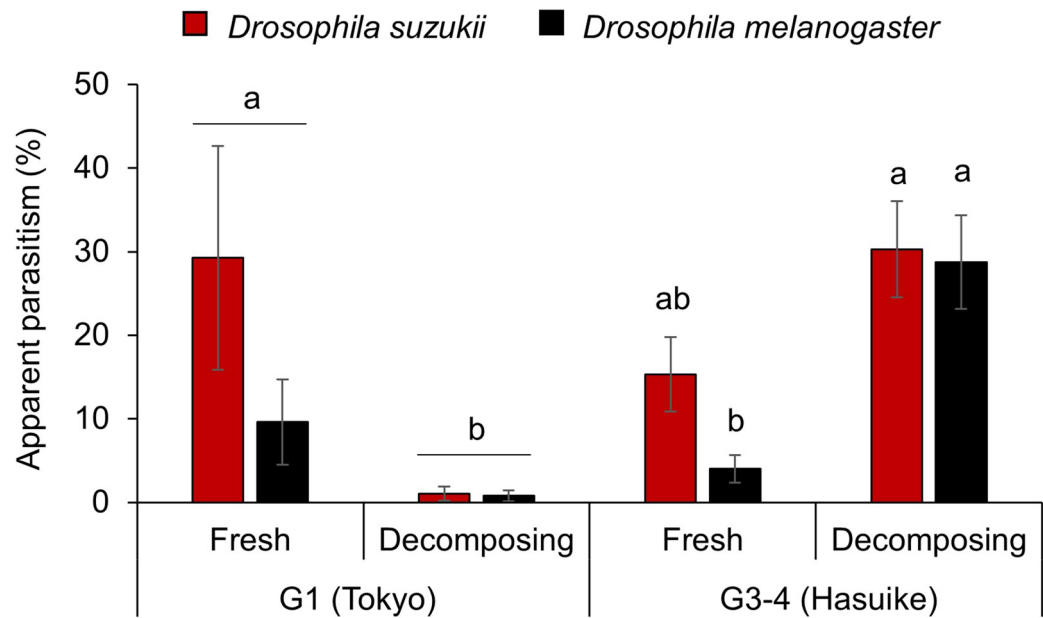 Drosophila suzukii Drosophila melanogaster
Apparent parasitism (%)
50
40
30
20
10
0
a
b
ab
b
a
a
Fresh Decomposing Fresh Decomposing
G1 (Tokyo) G3-4 (Hasuike)